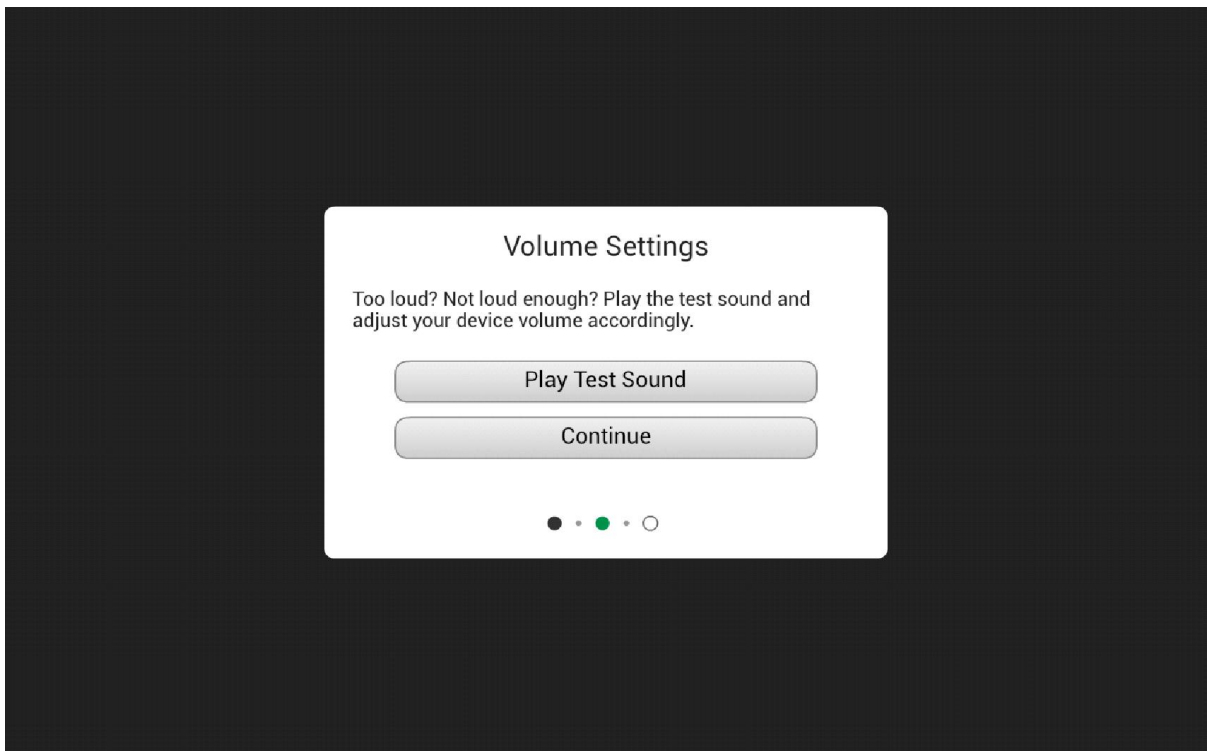 Volume Settings
Too loud? Not loud enough? Play the test sound and
adjust your device volume accordingly.
Play Test Sound
Continue